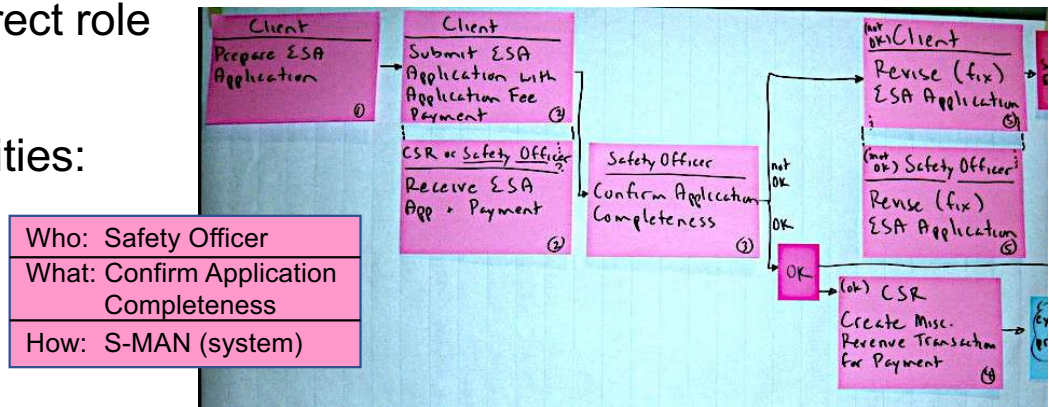 rect role
ities:
Who: Safety Officer
What: Confirm Application
Completeness
How: S-MAN (system)
Client
Prepare ESA
Application
1
Client
Submit ESA
Application with
Application Fee
Payment
2
CSR or Safety Officer
?
Receive ESA
App + Payment
2
Safety Officer
Confirm Application
Completeness
3
not
OK
OK
OK
(not
OK) Client
Revise (fix)
ESA Application
5
(not
OK) Safety Officer
Revise (fix)
ESA Application
5
(OK) CSR
Create Misc.
Revenue Transaction
for Payment
4